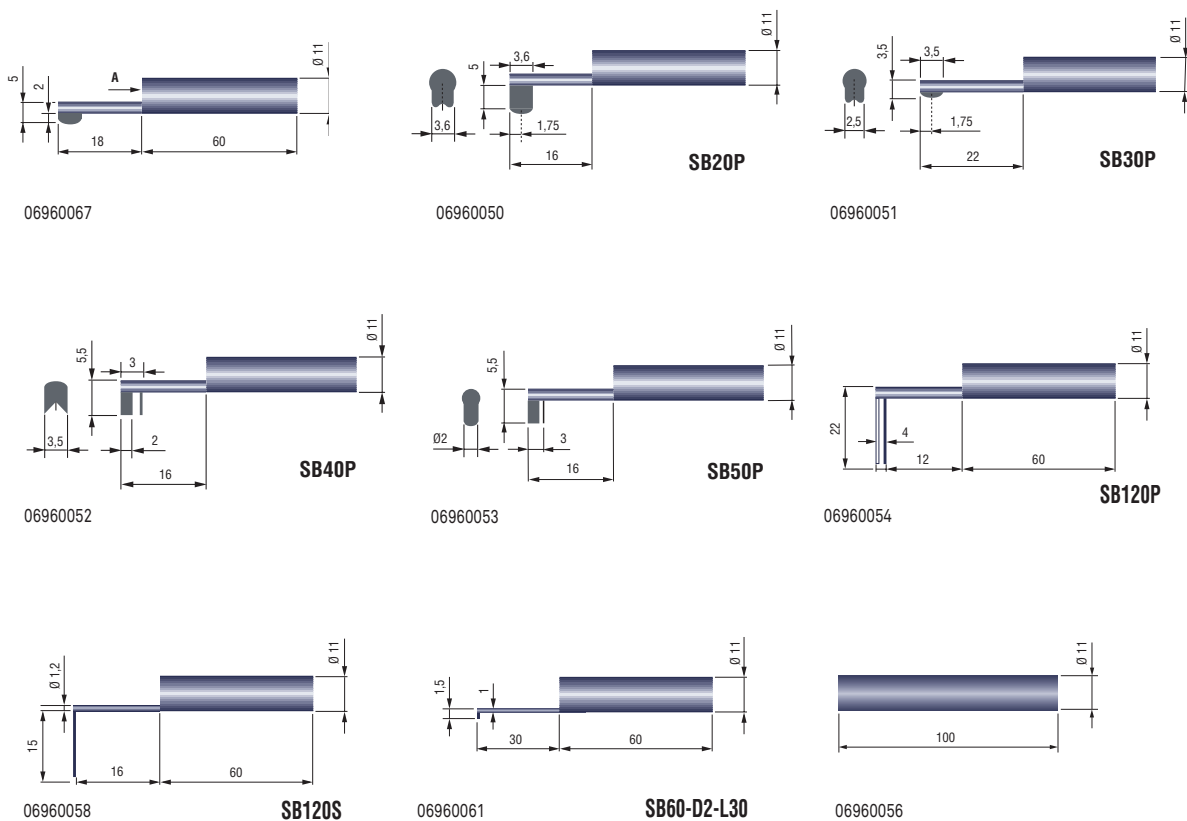 5
2
A
Ø 11
18
60
06960067
3,6
Ø 11
5
3,6
1,75
16
SB20P
06960050
3,5
3,5
Ø 11
2,5
1,75
22
SB30P
06960051
5,5
3
Ø 11
3,5
2
16
SB40P
06960052
5,5
Ø 11
Ø2
3
16
SB50P
06960053
Ø 11
22
4
12
60
SB120P
06960054
Ø 1,2
Ø 11
15
16
60
SB120S
06960058
1,5
1
Ø 11
30
60
SB60-D2-L30
06960061
Ø 11
100
06960056